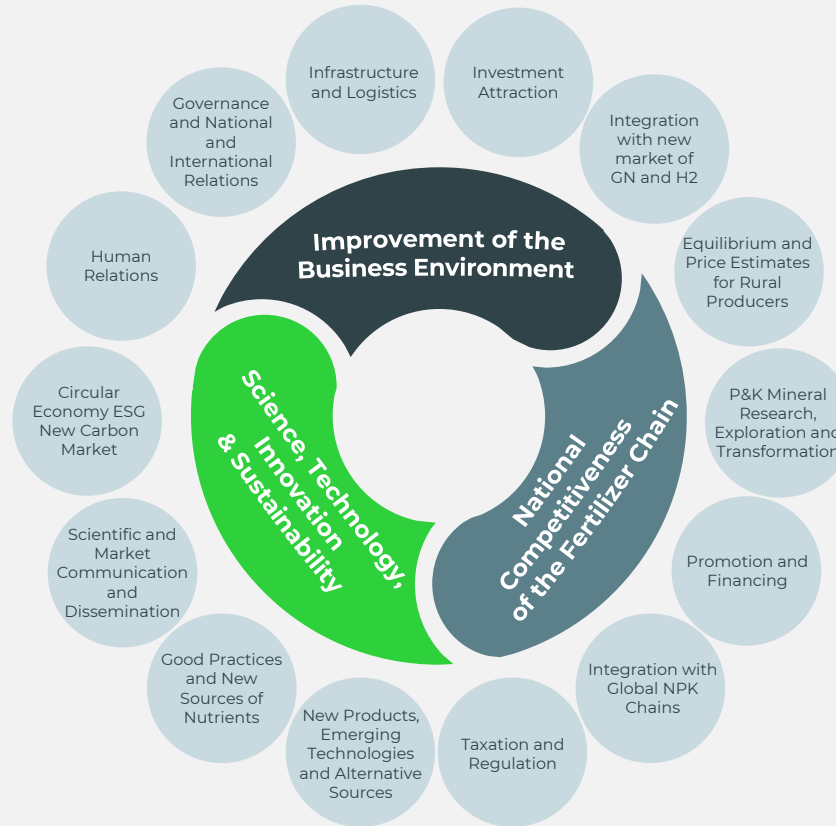 Infrastructure
and Logistics
Investment
Attraction
Governance
and National
and
International
Relations
Integration
with new
market of
GN and H2
Human
Relations
Improvement of the
Business Environment
Equilibrium and
Price Estimates
for Rural
Producers
Circular
Economy ESG
New Carbon
Market
Science, Technology,
Innovation
& Sustainability
National
Competitiveness
of the Fertilizer Chain
P&K Mineral
Research,
Exploration and
Transformation
Scientific and
Market
Communication
and
Dissemination
Promotion and
Financing
Good Practices
and New
Sources of
Nutrients
Integration with
Global NPK
Chains
New Products,
Emerging
Technologies
and Alternative
Sources
Taxation and
Regulation